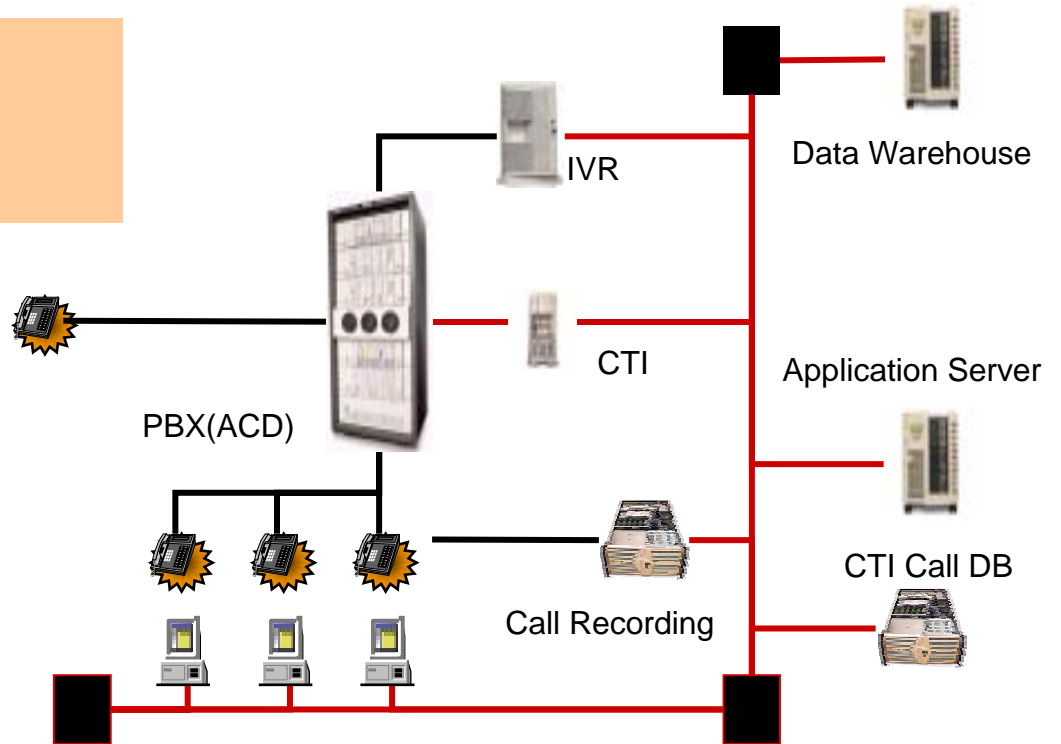 IVR
Data Warehouse
CTI
Application Server
PBX(ACD)
CTI Call DB
Call Recording